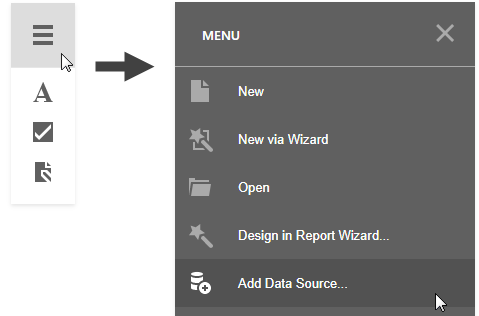 MENU
A
New
New via Wizard
Open
Design in Report Wizard...
Add Data Source...